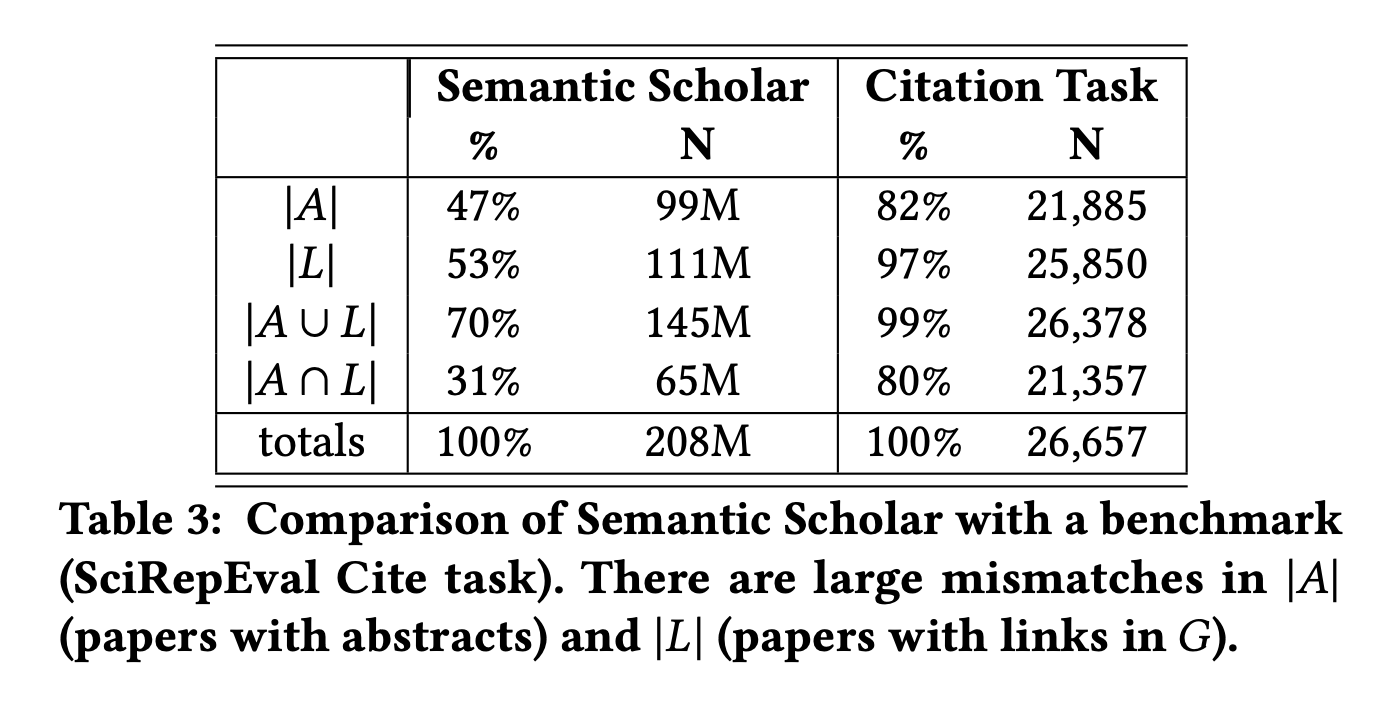 Semantic Scholar Citation Task
% N % N
|A| 47% 99M 82% 21,885
|L| 53% 111M 97% 25,850
|A ∪ L| 70% 145M 99% 26,378
|A ∩ L| 31% 65M 80% 21,357
totals 100% 208M 100% 26,657
Table 3: Comparison of Semantic Scholar with a benchmark
(SciRepEval Cite task). There are large mismatches in |A|
(papers with abstracts) and |L| (papers with links in G).